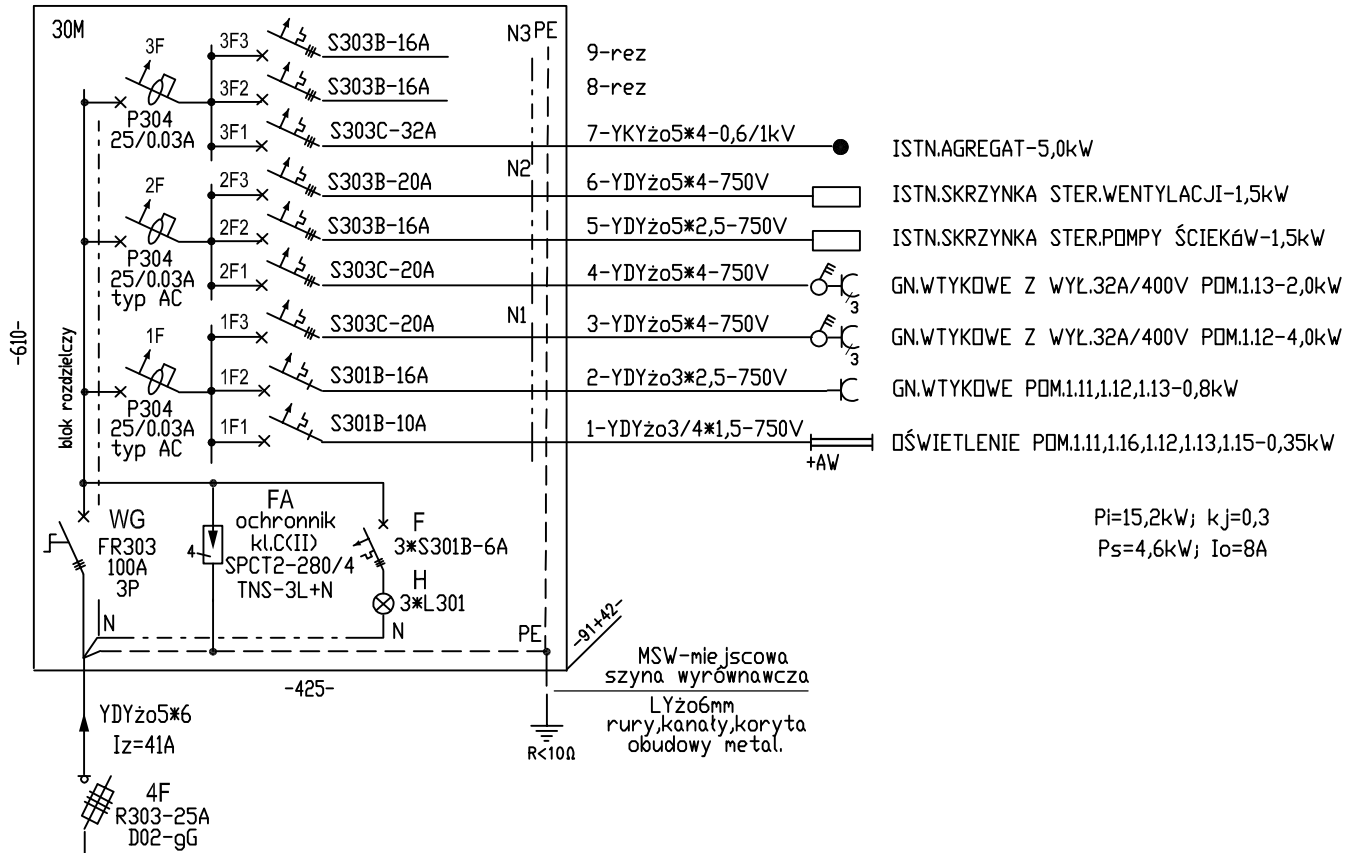 30M
N3 PE
3F
3F3
S303B-16A
9-rez
3F2
S303B-16A
8-rez
P304
25/0.03A
3F1
S303C-32A
7-YKYżo5*4-0,6/1kV
ISTN.AGREGAT-5,0kW
N2
2F
2F3
S303B-20A
6-YDYżo5*4-750V
ISTN.SKRZYNKA STER.WENTYLACJI-1,5kW
2F2
S303B-16A
5-YDYżo5*2,5-750V
ISTN.SKRZYNKA STER.POMPY ŚCIEKóW-1,5kW
P304
25/0.03A
typ AC
2F1
S303C-20A
4-YDYżo5*4-750V
3
GN.WTYKOWE Z WYŁ.32A/400V POM.1.13-2,0kW
N1
1F
1F3
S303C-20A
3-YDYżo5*4-750V
3
GN.WTYKOWE Z WYŁ.32A/400V POM.1.12-4,0kW
-610-
blok rozdzielczy
1F2
S301B-16A
2-YDYżo3*2,5-750V
GN.WTYKOWE POM.1.11,1.12,1.13-0,8kW
P304
25/0.03A
typ AC
1F1
S301B-10A
1-YDYżo3/4*1,5-750V
+AW
OŚWIETLENIE POM.1.11,1.16,1.12,1.13,1.15-0,35kW
Pi=15,2kW; kj=0,3
Ps=4,6kW; Io=8A
WG
FR303
100A
3P
4
FA
ochronnik
kl.C(II)
SPCT2-280/4
TNS-3L+N
F
3*S301B-6A
H
3*L301
N
N
PE
-91+42-
-425-
MSW-miejscowa
szyna wyrównawcza
LYżo6mm
rury,kanały,koryta
obudowy metal.
R<10Ω
YDYżo5*6
Iz=41A
4F
R303-25A
D02-gG